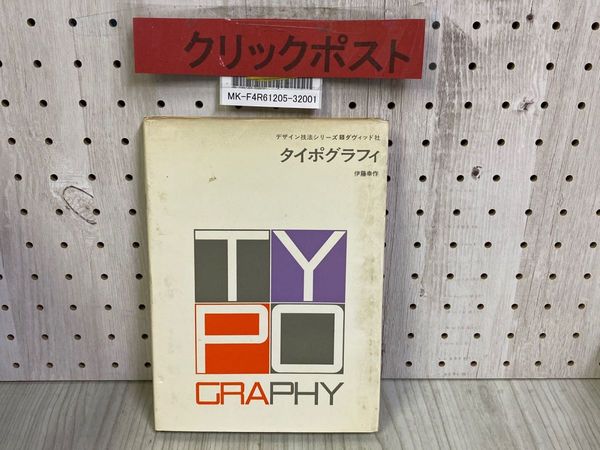 クリックポスト
MK-F4R61205-32001
デザイン技法シリーズ 4 ダヴィッド社
タイポグラフィ
伊藤幸作
TY
PO
GRAPHY